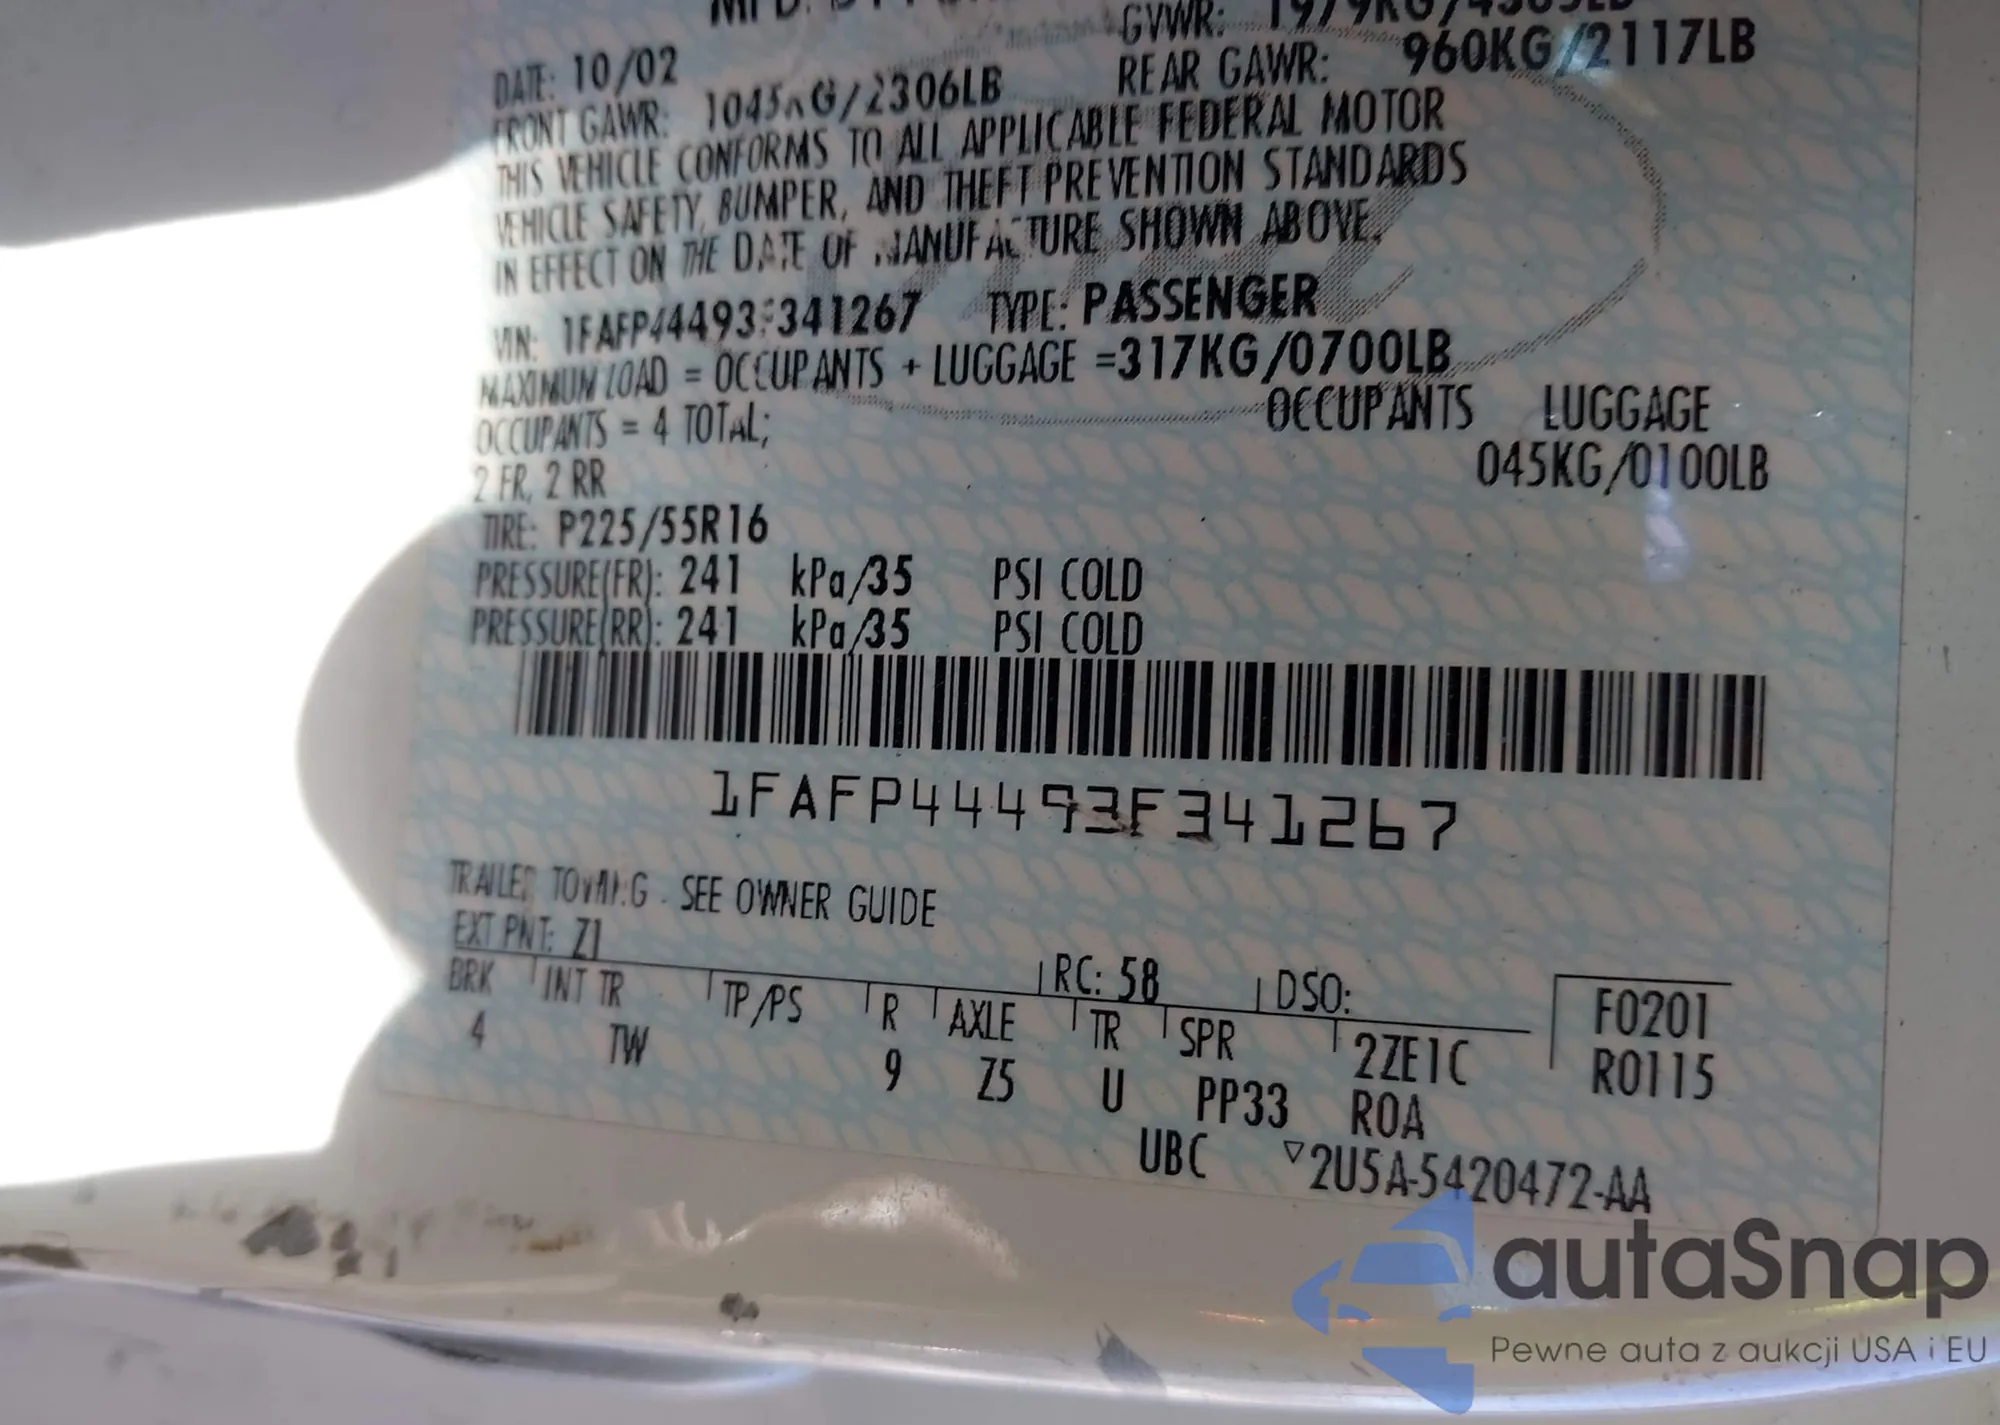 GVWR: 1979KG/4363LB
DATE: 10/02
FRONT GAWR: 1045KG/2306LB REAR GAWR: 960KG/2117LB
THIS VEHICLE CONFORMS TO ALL APPLICABLE FEDERAL MOTOR
VEHICLE SAFETY, BUMPER, AND THEFT PREVENTION STANDARDS
IN EFFECT ON THE DATE OF MANUFACTURE SHOWN ABOVE.
VIN: 1FAFP44493F341267 TYPE: PASSENGER
MAXIMUM LOAD = OCCUPANTS + LUGGAGE =317KG/0700LB
OCCUPANTS = 4 TOTAL; OCCUPANTS LUGGAGE
2 FR, 2 RR 045KG/0100LB
TIRE: P225/55R16
PRESSURE(FR): 241 kPa/35 PSI COLD
PRESSURE(RR): 241 kPa/35 PSI COLD
1FAFP44493F341267
TRAILER TOWING - SEE OWNER GUIDE
EXT PNT: Z1 RC: 58 DSO: F0201
BRK INT TR TP/PS R AXLE TR SPR 2ZE1C R0115
4 TW 9 Z5 U PP33 ROA
UBC ▽2U5A-5420472-AA
autaSnap
Pewne auta z aukcji USA i EU